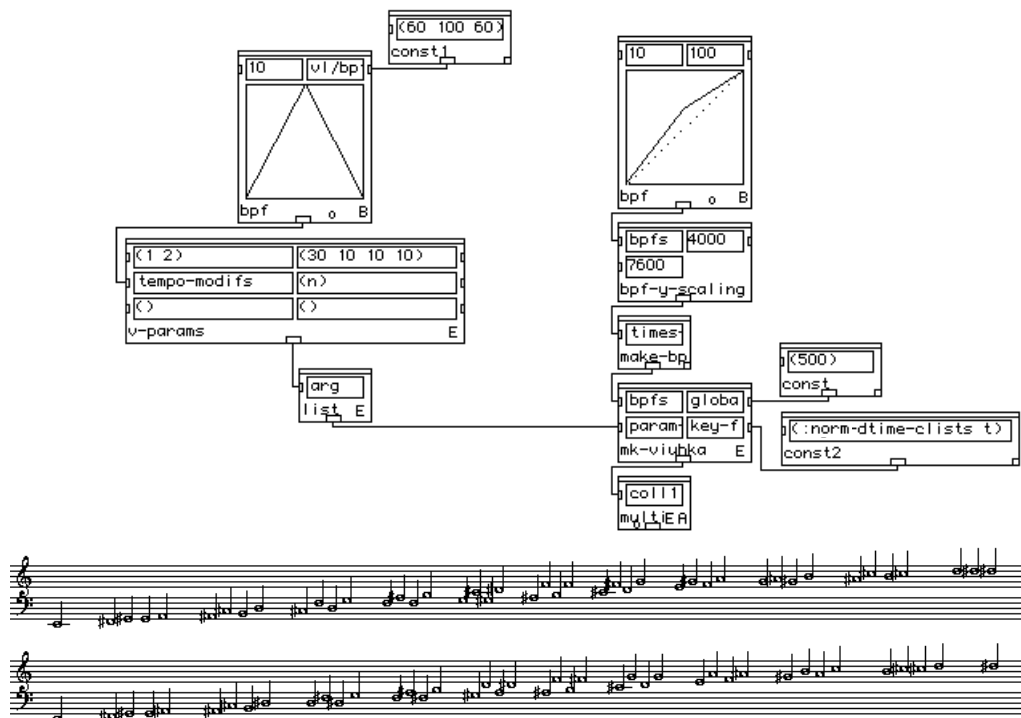 (60 100 60)
const1
10 vl/bp
bpf o B
(1 2) (30 10 10 10)
tempo-modifs (n)
() ()
v-params E
arg
list E
10 100
bpf o B
bpfs 4000
7600
bpf-y-scaling
times-
make-bp
(500)
const
bpfs globa
param- key-f
mk-viuhka E
(:norm-dtime-clists t)
const2
coll1
multi E A